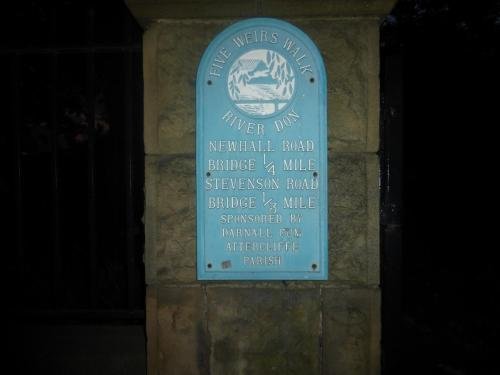 FIVE WEIRS WALK
RIVER DON
NEWHALL ROAD
BRIDGE 1/4 MILE
STEVENSON ROAD
BRIDGE 1/3 MILE
SPONSORED BY
DARNALL CUM
ATTERCLIFFE
PARISH